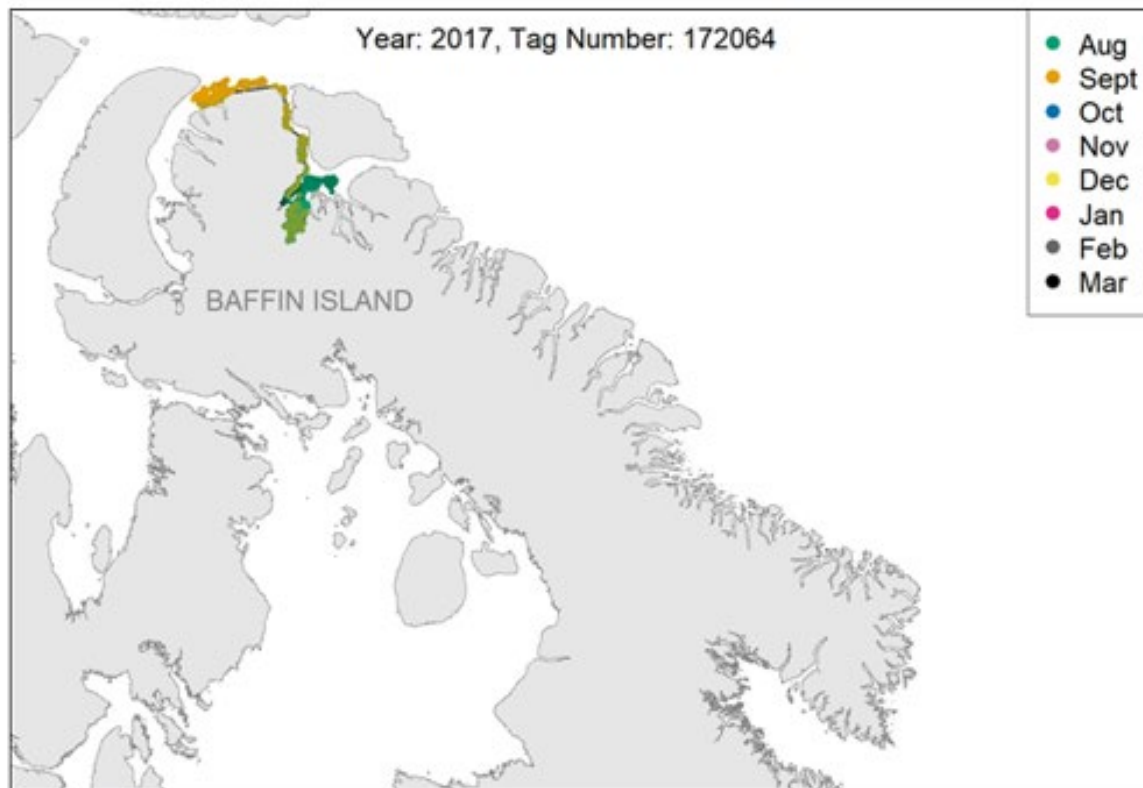 Year: 2017, Tag Number: 172064
Aug
Sept
Oct
Nov
Dec
Jan
Feb
Mar
BAFFIN ISLAND